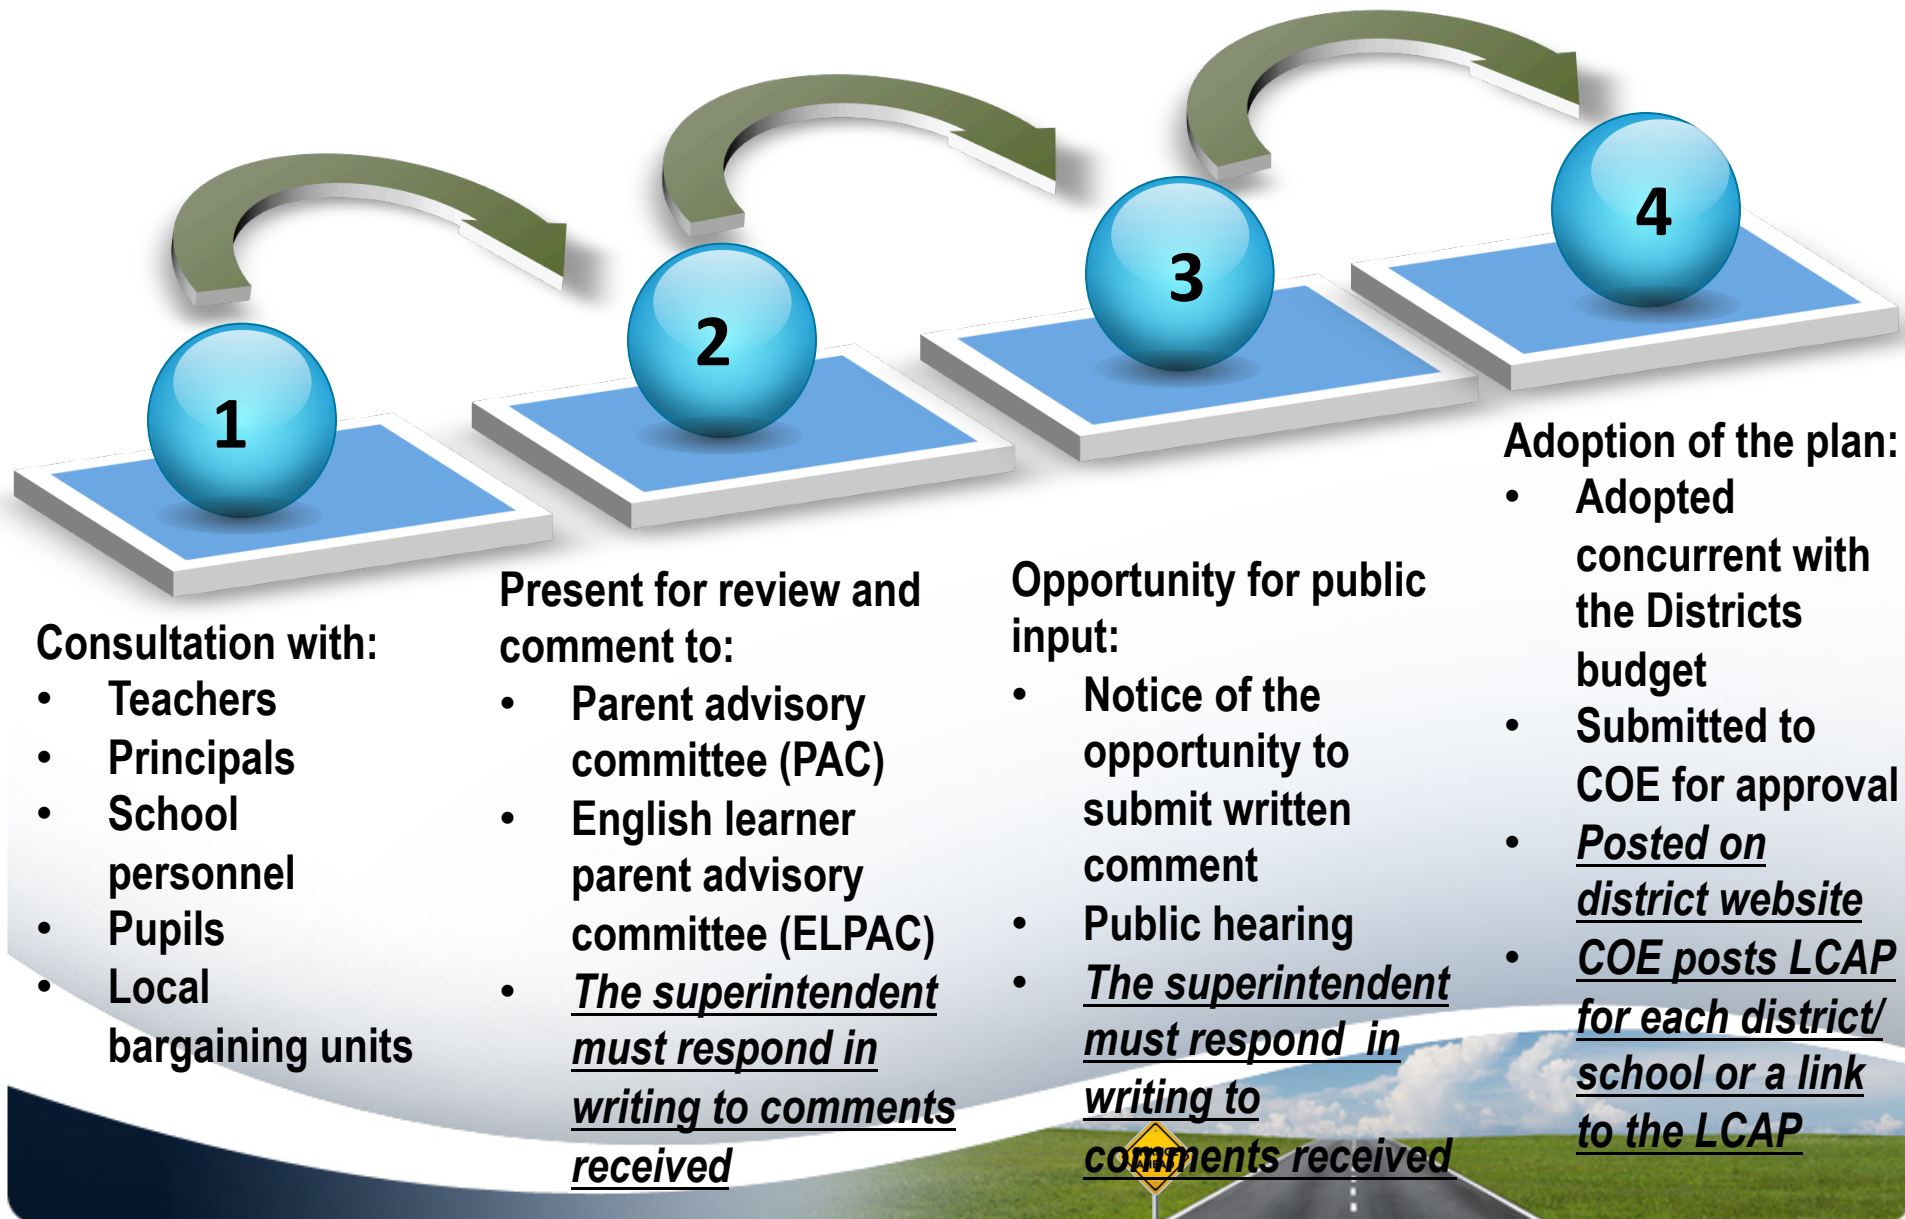 1
2
3
4
Consultation with:
• Teachers
• Principals
• School
personnel
• Pupils
• Local
bargaining units
Present for review and
comment to:
• Parent advisory
committee (PAC)
• English learner
parent advisory
committee (ELPAC)
• The superintendent
must respond in
writing to comments
received
Opportunity for public
input:
• Notice of the
opportunity to
submit written
comment
• Public hearing
• The superintendent
must respond in
writing to
comments received
Adoption of the plan:
• Adopted
concurrent with
the Districts
budget
• Submitted to
COE for approval
• Posted on
district website
• COE posts LCAP
for each district/
school or a link
to the LCAP
AHEAD